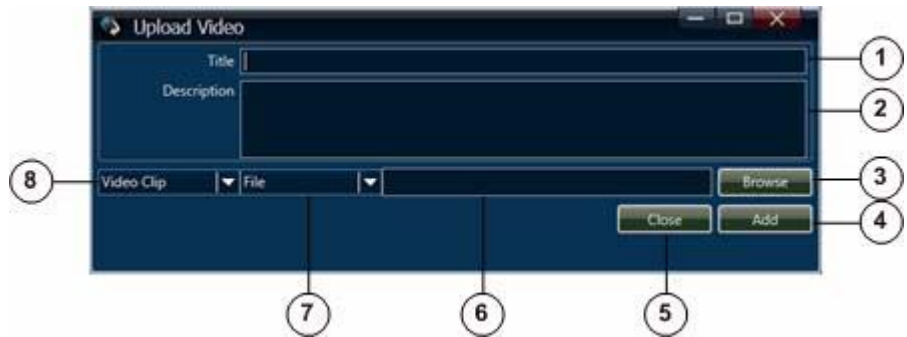 Upload Video
Title
1
Description
2
8
Video Clip File Browse
3
Close Add
4
7 6 5